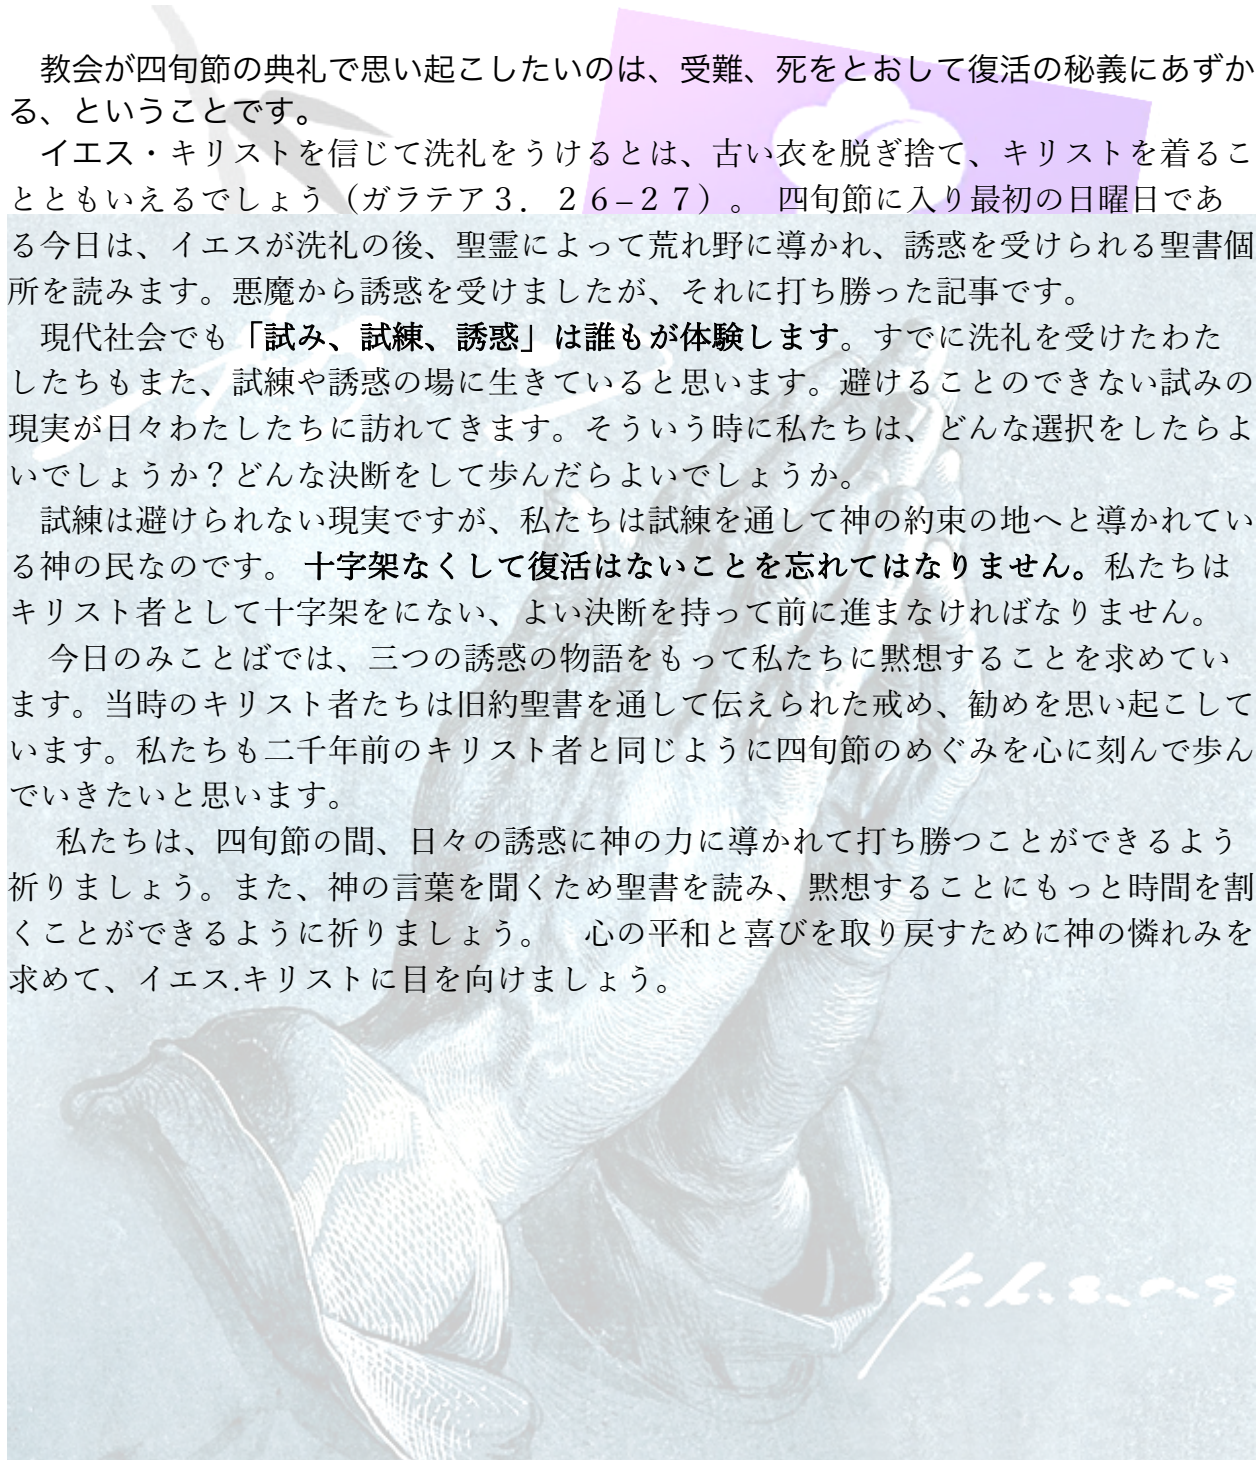 教会が四旬節の典礼で思い起こしたいのは、受難、死をとおして復活の秘義にあずか
る、ということです。
　イエス・キリストを信じて洗礼をうけるとは、古い衣を脱ぎ捨て、キリストを着るこ
とともいえるでしょう（ガラテア３．２６–２７）。　四旬節に入り最初の日曜日であ
る今日は、イエスが洗礼の後、聖霊によって荒れ野に導かれ、誘惑を受けられる聖書個
所を読みます。悪魔から誘惑を受けましたが、それに打ち勝った記事です。
　現代社会でも「試み、試練、誘惑」は誰もが体験します。すでに洗礼を受けたわた
したちもまた、試練や誘惑の場に生きていると思います。避けることのできない試みの
現実が日々わたしたちに訪れてきます。そういう時に私たちは、どんな選択をしたらよ
いでしょうか？どんな決断をして歩んだらよいでしょうか。
　試練は避けられない現実ですが、私たちは試練を通して神の約束の地へと導かれてい
る神の民なのです。 十字架なくして復活はないことを忘れてはなりません。私たちは
キリスト者として十字架をにない、よい決断を持って前に進まなければなりません。
　今日のみことばでは、三つの誘惑の物語をもって私たちに黙想することを求めてい
ます。当時のキリスト者たちは旧約聖書を通して伝えられた戒め、勧めを思い起こして
います。私たちも二千年前のキリスト者と同じように四旬節のめぐみを心に刻んで歩ん
でいきたいと思います。
　私たちは、四旬節の間、日々の誘惑に神の力に導かれて打ち勝つことができるよう
祈りましょう。また、神の言葉を聞くため聖書を読み、黙想することにもっと時間を割
くことができるように祈りましょう。　心の平和と喜びを取り戻すために神の憐れみを
求めて、イエス.キリストに目を向けましょう。